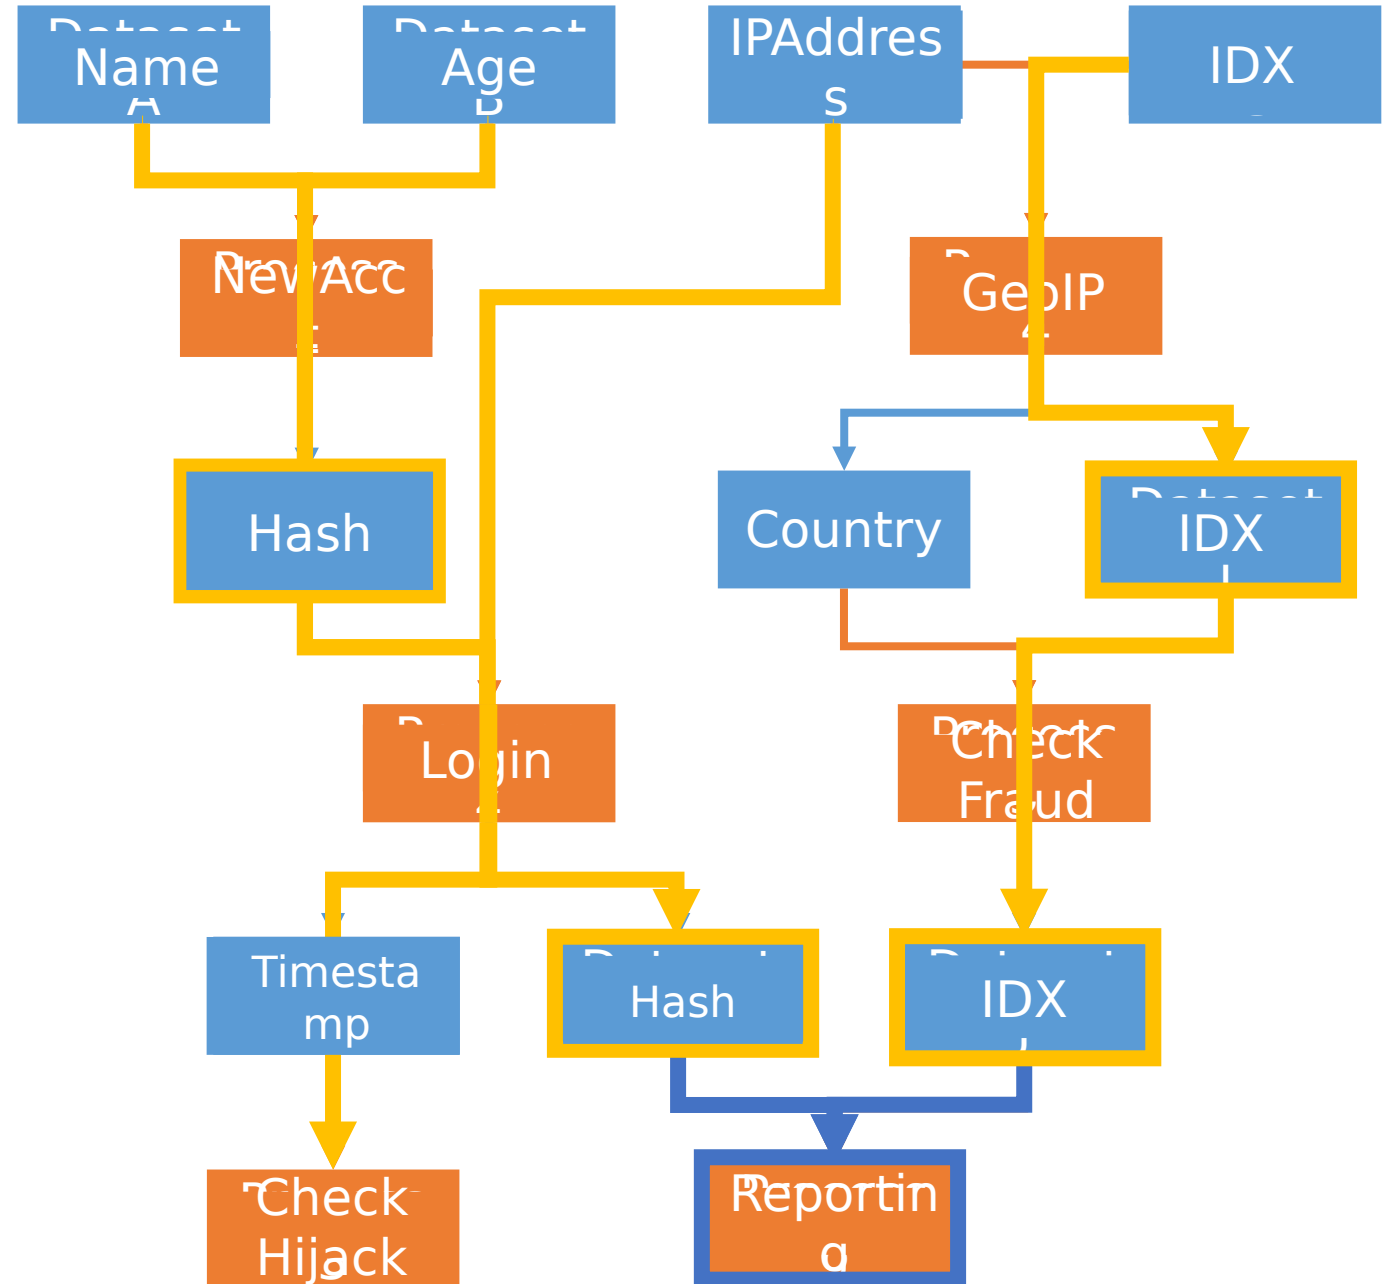 Name
Age
IPAddres
s
IDX
NewAcc
GeoIP
Hash
Country
IDX
Login
Check
Fraud
Timesta
mp
Hash
IDX
Check
Hijack
Reportin
g